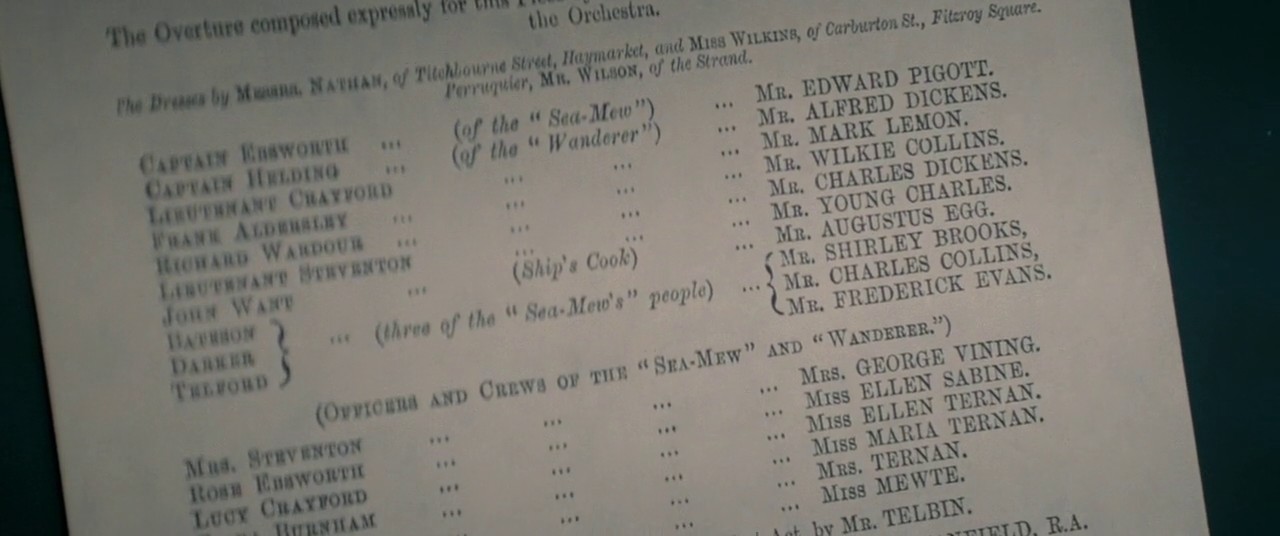 The Overture composed expressly for this
the Orchestra.
The Dresses by Messrs. NATHAN, of Titchbourne Street, Haymarket, and MISS WILKINS, of Carburton St., Fitzroy Square.
Perruquier, MR. WILSON, of the Strand.
CAPTAIN EBSWORTH ... (of the "Sea-Mew") ... MR. EDWARD PIGOTT.
CAPTAIN HELDING ... (of the "Wanderer") ... MR. ALFRED DICKENS.
LIEUTENANT CRAYFORD ... ... ... MR. MARK LEMON.
FRANK ALDERSLEY ... ... ... MR. WILKIE COLLINS.
RICHARD WARDOUR ... ... ... MR. CHARLES DICKENS.
LIEUTENANT STEVENTON ... ... ... MR. YOUNG CHARLES.
JOHN WANT ... (Ship's Cook) ... MR. AUGUSTUS EGG.
BATESON MR. SHIRLEY BROOKS,
DARKER ... (three of the "Sea-Mew's" people) ... MR. CHARLES COLLINS,
TELFORD MR. FREDERICK EVANS.
(OFFICERS AND CREWS OF THE "SEA-MEW" AND "WANDERER.")
MRS. STEVENTON ... ... ... ... MRS. GEORGE VINING.
ROSE EBSWORTH ... ... ... ... MISS ELLEN SABINE.
LUCY CRAYFORD ... ... ... ... MISS ELLEN TERNAN.
BURNHAM ... ... ... ... MISS MARIA TERNAN.
MRS. TERNAN.
MISS MEWTE.
Act by MR. TELBIN.
R.A.